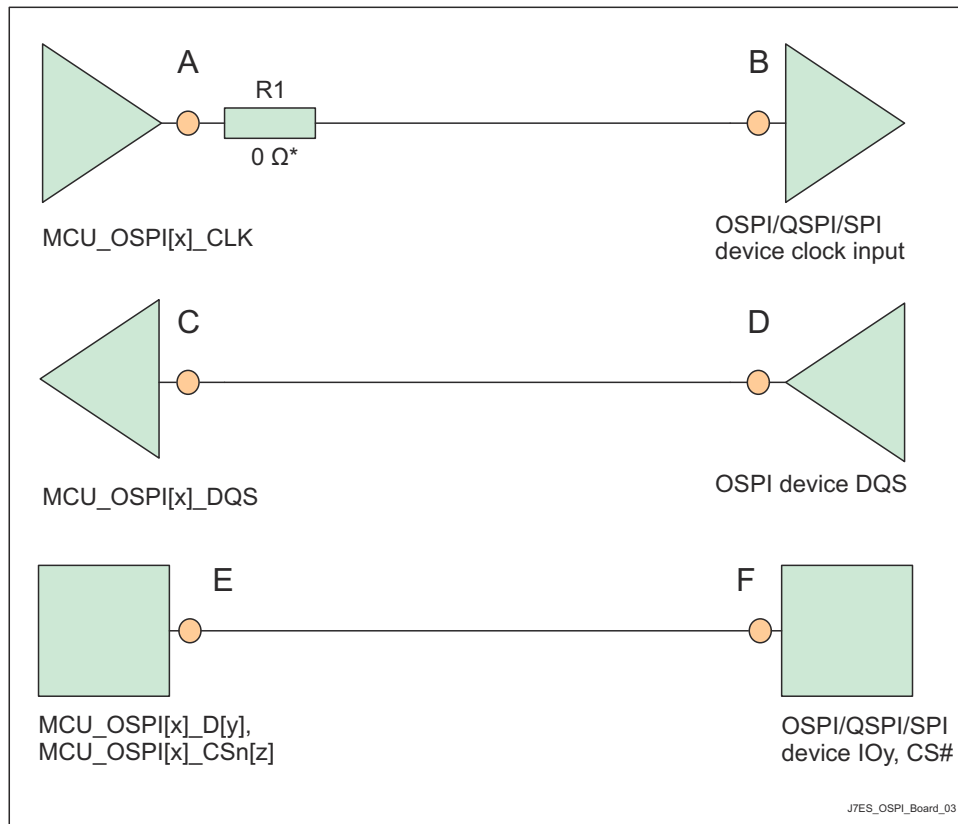 A
B
R1
0 Ω*
MCU_OSPI[x]_CLK
OSPI/QSPI/SPI
device clock input
C
D
MCU_OSPI[x]_DQS
OSPI device DQS
E
F
MCU_OSPI[x]_D[y],
MCU_OSPI[x]_CSn[z]
OSPI/QSPI/SPI
device IOy, CS#
J7ES_OSPI_Board_03